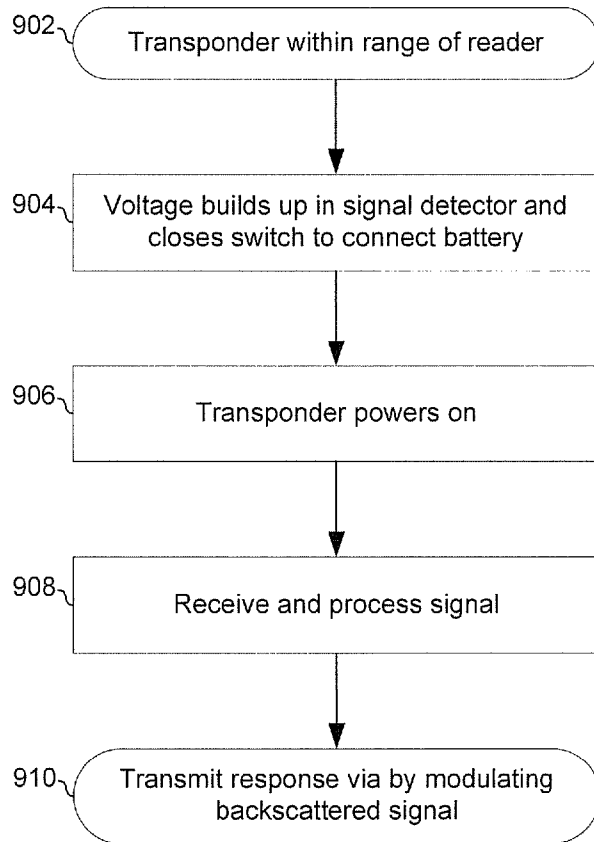 902
Transponder within range of reader
904
Voltage builds up in signal detector and
closes switch to connect battery
906
Transponder powers on
908
Receive and process signal
910
Transmit response via by modulating
backscattered signal